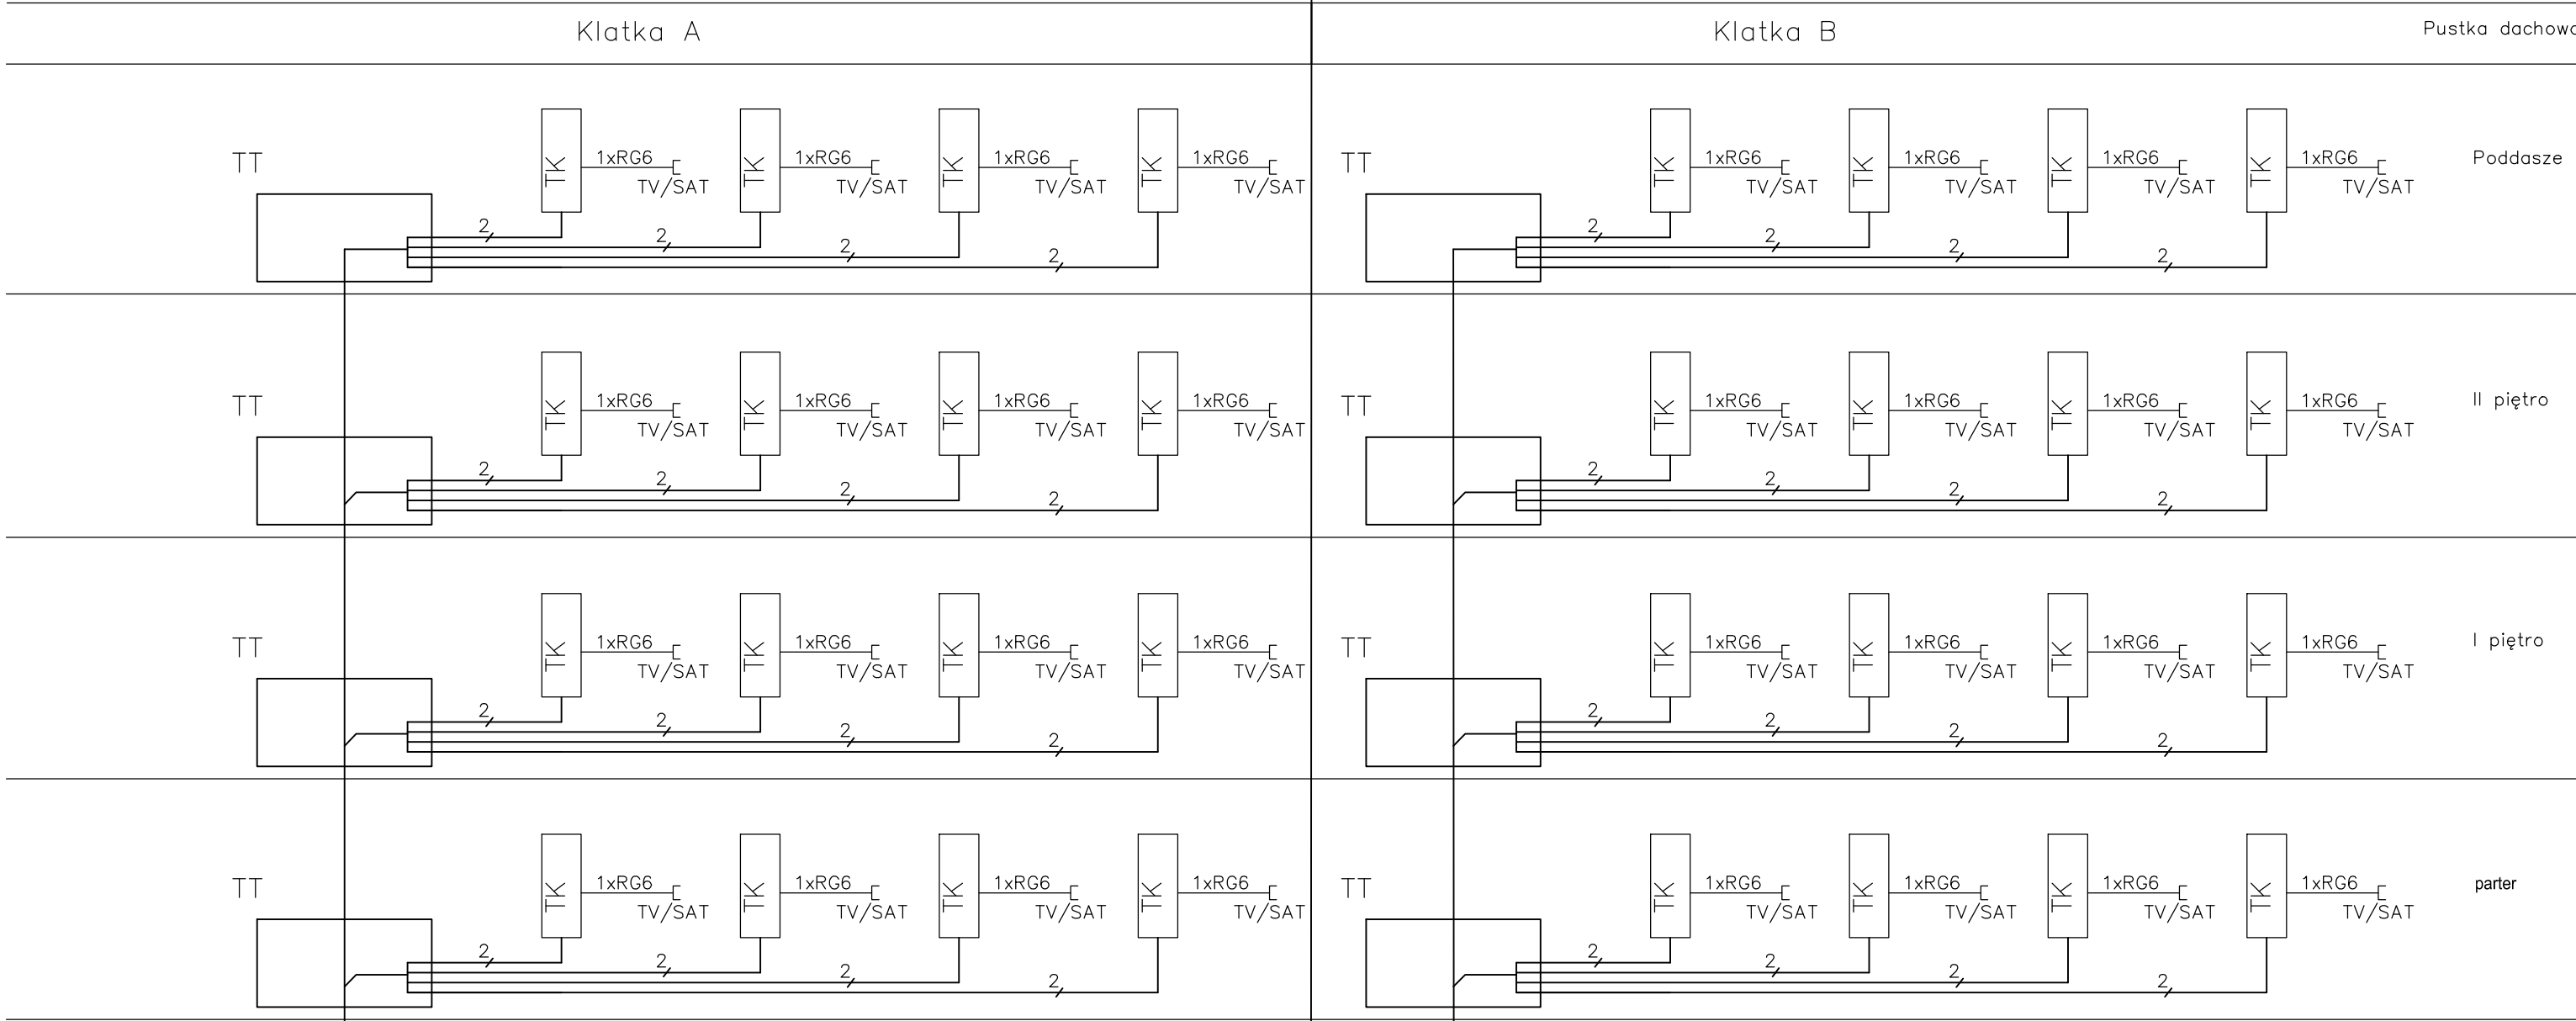 Klatka A Klatka B Pustka dachowa
TT TK 1xRG6 TK 1xRG6 TK 1xRG6 TK 1xRG6 TT TK 1xRG6 TK 1xRG6 TK 1xRG6 TK 1xRG6 Poddasze
TV/SAT TV/SAT TV/SAT TV/SAT TV/SAT TV/SAT TV/SAT TV/SAT
2 2 2 2 2 2 2 2
TT TK 1xRG6 TK 1xRG6 TK 1xRG6 TK 1xRG6 TT TK 1xRG6 TK 1xRG6 TK 1xRG6 TK 1xRG6 II piętro
TV/SAT TV/SAT TV/SAT TV/SAT TV/SAT TV/SAT TV/SAT TV/SAT
2 2 2 2 2 2 2 2
TT TK 1xRG6 TK 1xRG6 TK 1xRG6 TK 1xRG6 TT TK 1xRG6 TK 1xRG6 TK 1xRG6 TK 1xRG6 I piętro
TV/SAT TV/SAT TV/SAT TV/SAT TV/SAT TV/SAT TV/SAT TV/SAT
2 2 2 2 2 2 2 2
TT TK 1xRG6 TK 1xRG6 TK 1xRG6 TK 1xRG6 TT TK 1xRG6 TK 1xRG6 TK 1xRG6 TK 1xRG6 parter
TV/SAT TV/SAT TV/SAT TV/SAT TV/SAT TV/SAT TV/SAT TV/SAT
2 2 2 2 2 2 2 2